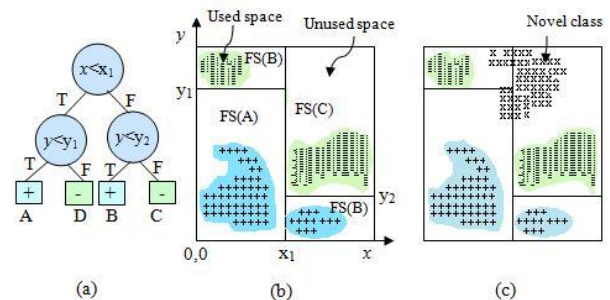 x<x1
T
F
y<y1
y<y2
T
F
T
F
+
-
+
-
A
D
B
C
(a)
Used space
Unused space
y
FS(B)
y1
FS(A)
FS(C)
y2
FS(B)
0,0
x1
x
(b)
Novel class
(c)